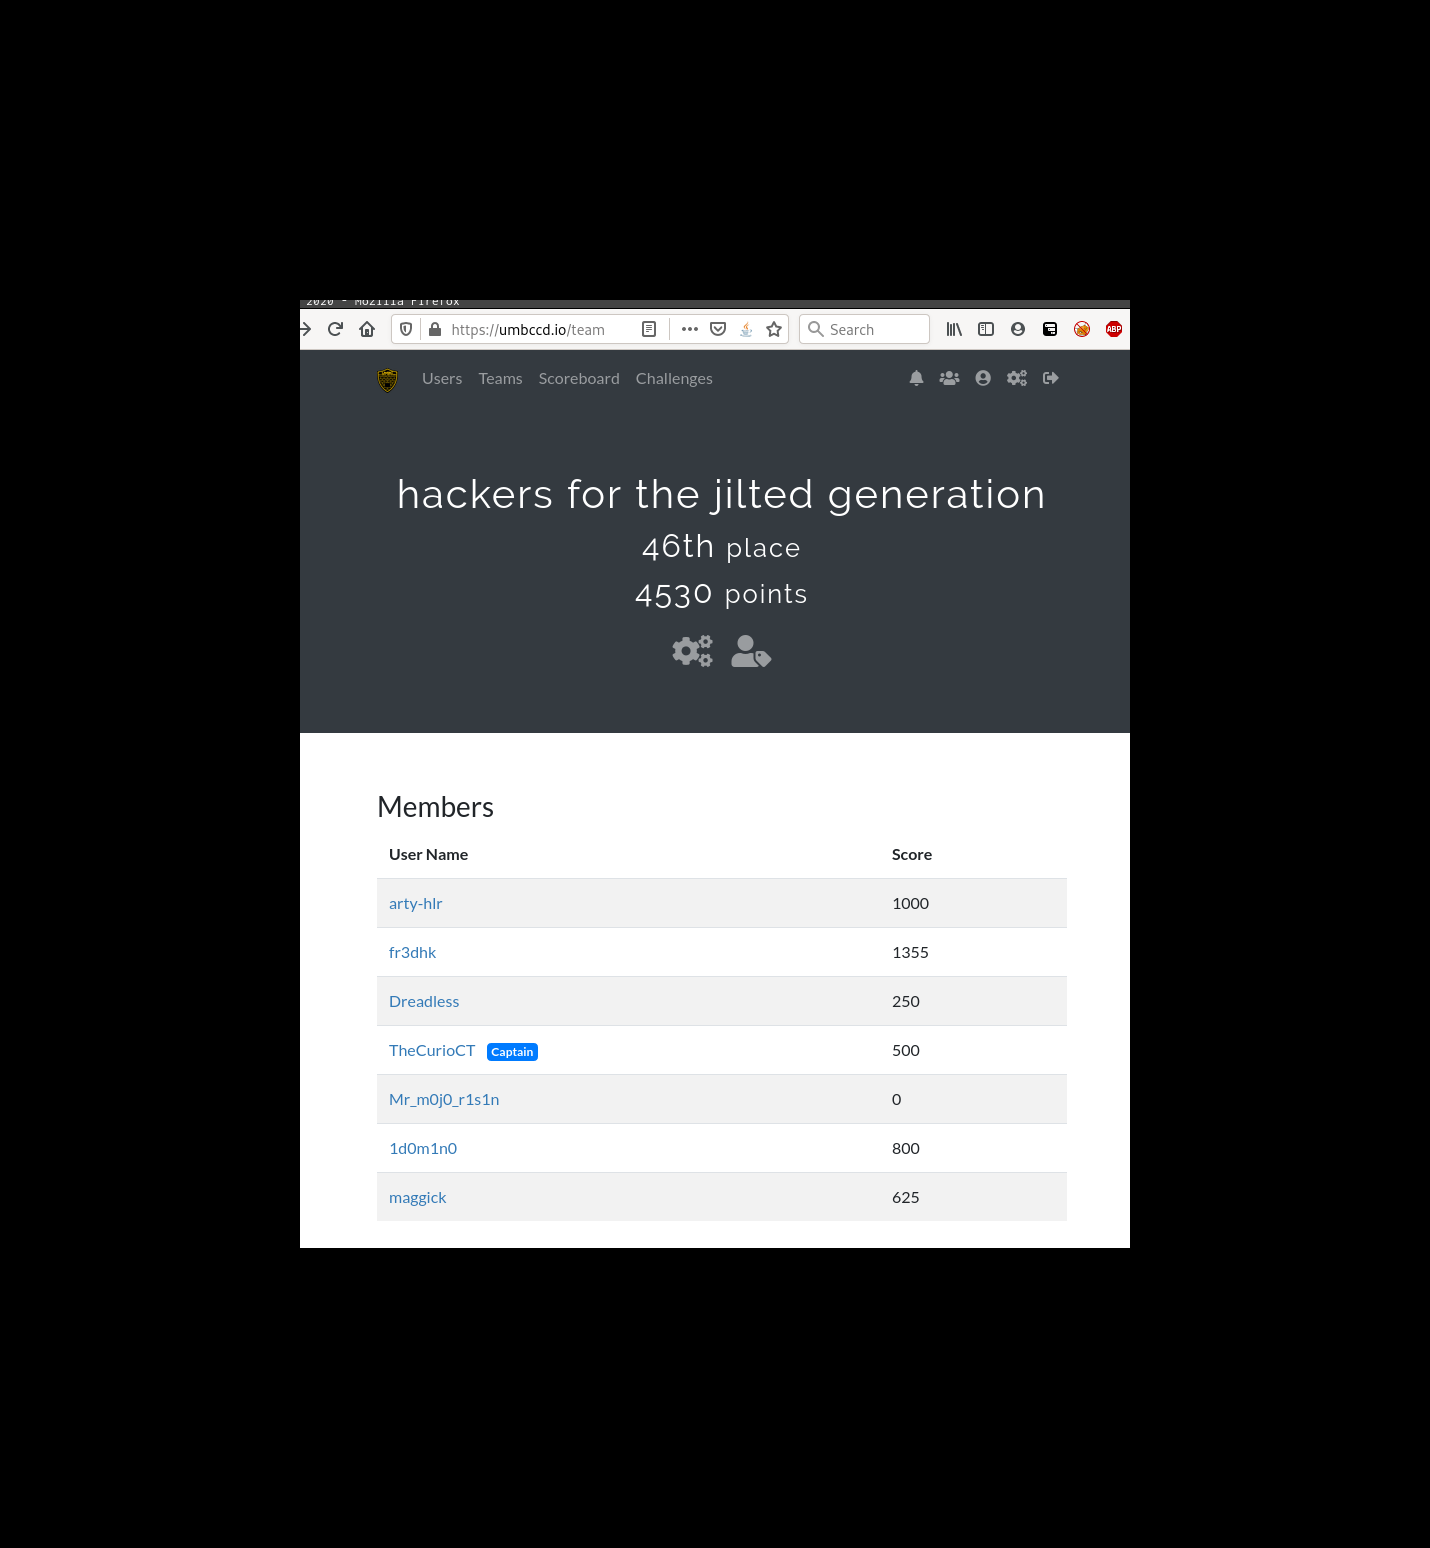 2020 - Mozilla Firefox
https://umbccd.io/team Search ABP
Users Teams Scoreboard Challenges
hackers for the jilted generation
46th place
4530 points
Members
User Name Score
arty-hlr 1000
fr3dhk 1355
Dreadless 250
TheCurioCT Captain 500
Mr_m0j0_r1s1n 0
1d0m1n0 800
maggick 625